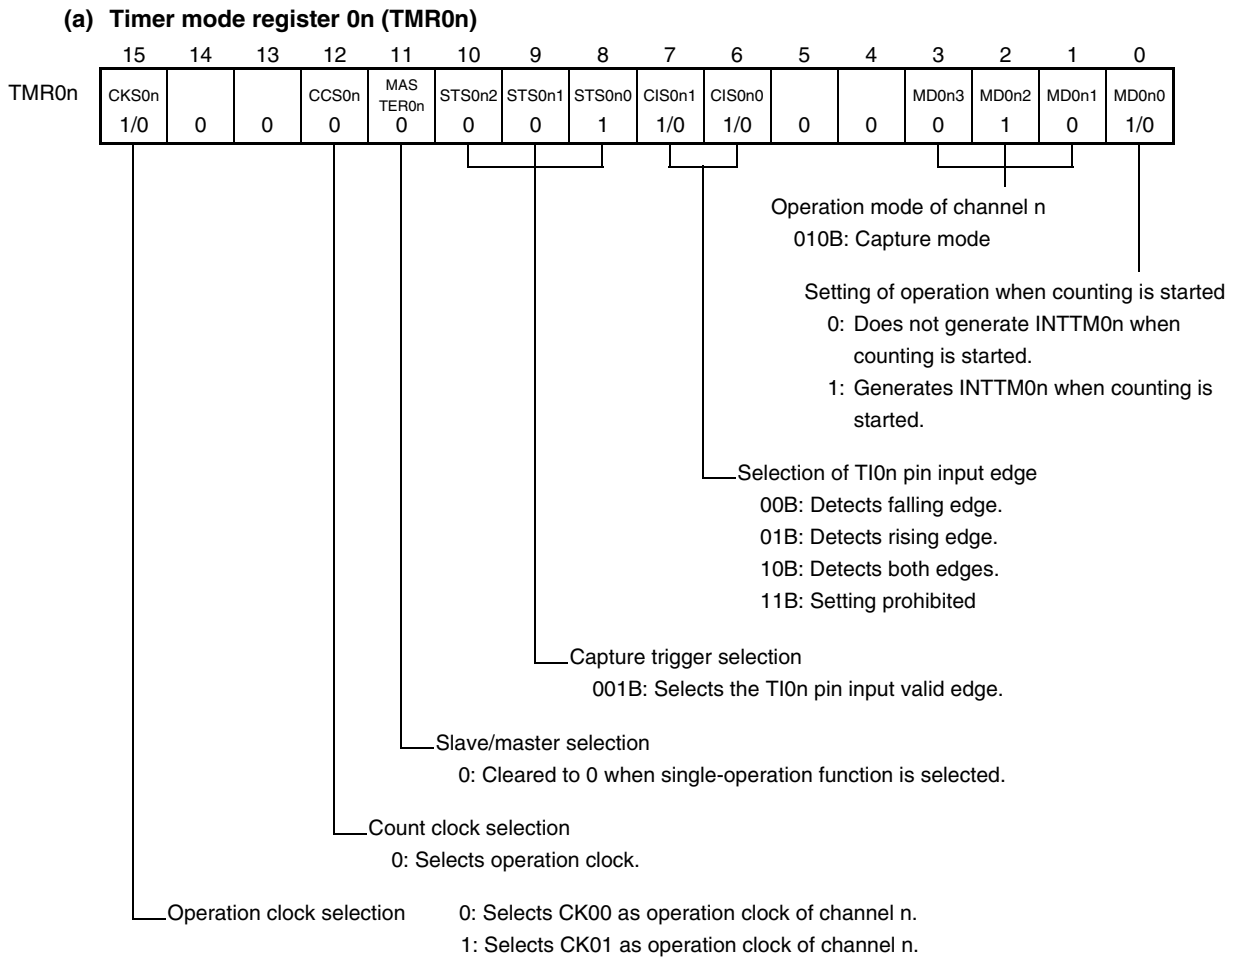 (a) Timer mode register 0n (TMR0n)
15 14 13 12 11 10 9 8 7 6 5 4 3 2 1 0
TMR0n CKS0n CCS0n MAS TER0n STS0n2 STS0n1 STS0n0 CIS0n1 CIS0n0 MD0n3 MD0n2 MD0n1 MD0n0
1/0 0 0 0 0 0 0 1 1/0 1/0 0 0 0 1 0 1/0
Operation mode of channel n
010B: Capture mode
Setting of operation when counting is started
0: Does not generate INTTM0n when
counting is started.
1: Generates INTTM0n when counting is
started.
Selection of TI0n pin input edge
00B: Detects falling edge.
01B: Detects rising edge.
10B: Detects both edges.
11B: Setting prohibited
Capture trigger selection
001B: Selects the TI0n pin input valid edge.
Slave/master selection
0: Cleared to 0 when single-operation function is selected.
Count clock selection
0: Selects operation clock.
Operation clock selection 0: Selects CK00 as operation clock of channel n.
1: Selects CK01 as operation clock of channel n.